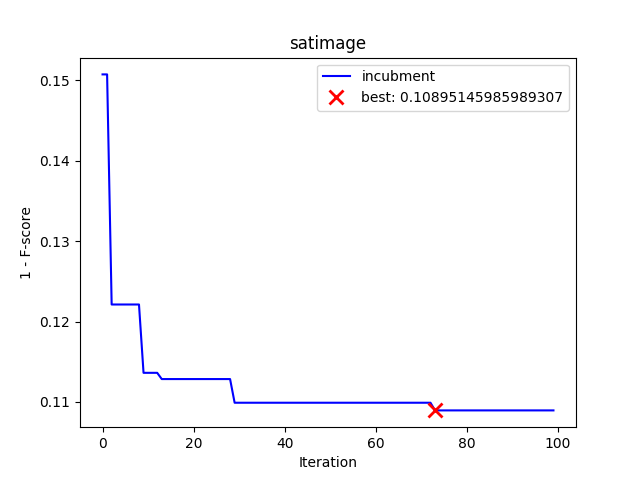 satimage
incubment
best: 0.10895145985989307
1 - F-score
0.15
0.14
0.13
0.12
0.11
0 20 40 60 80 100
Iteration